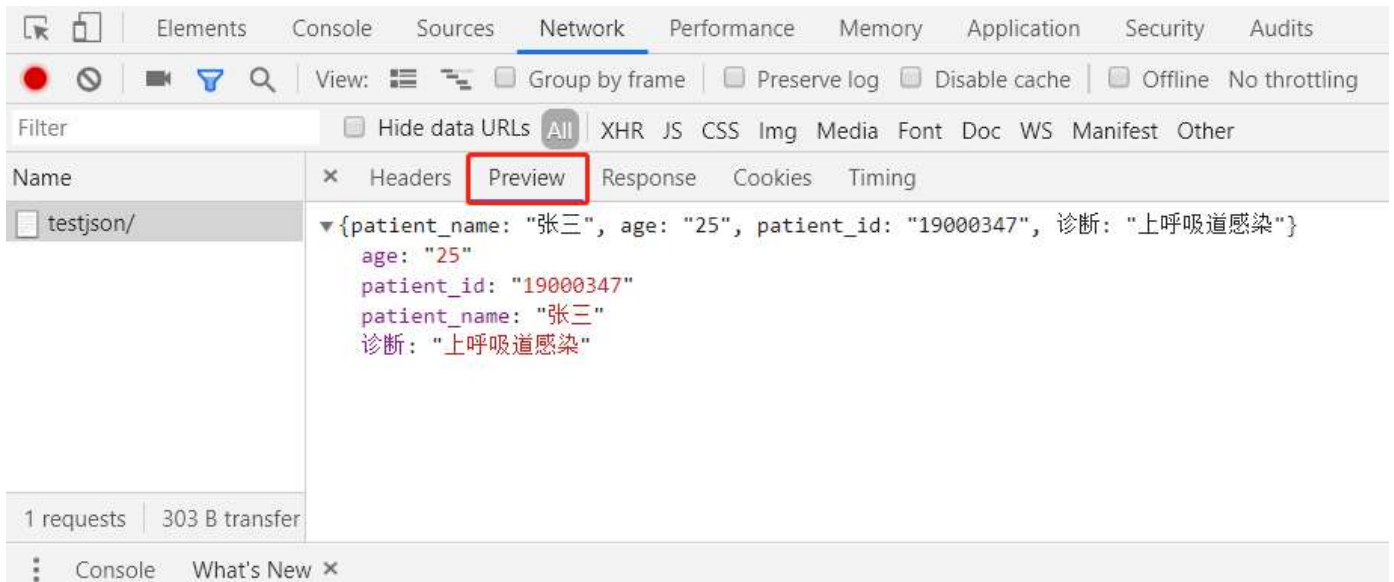 Elements Console Sources Network Performance Memory Application Security Audits
View: Group by frame Preserve log Disable cache Offline No throttling
Filter Hide data URLs All XHR JS CSS Img Media Font Doc WS Manifest Other
Name × Headers Preview Response Cookies Timing
testjson/ ▼{patient_name: "张三", age: "25", patient_id: "19000347", 诊断: "上呼吸道感染"}
age: "25"
patient_id: "19000347"
patient_name: "张三"
诊断: "上呼吸道感染"
1 requests 303 B transfer
Console What's New ×